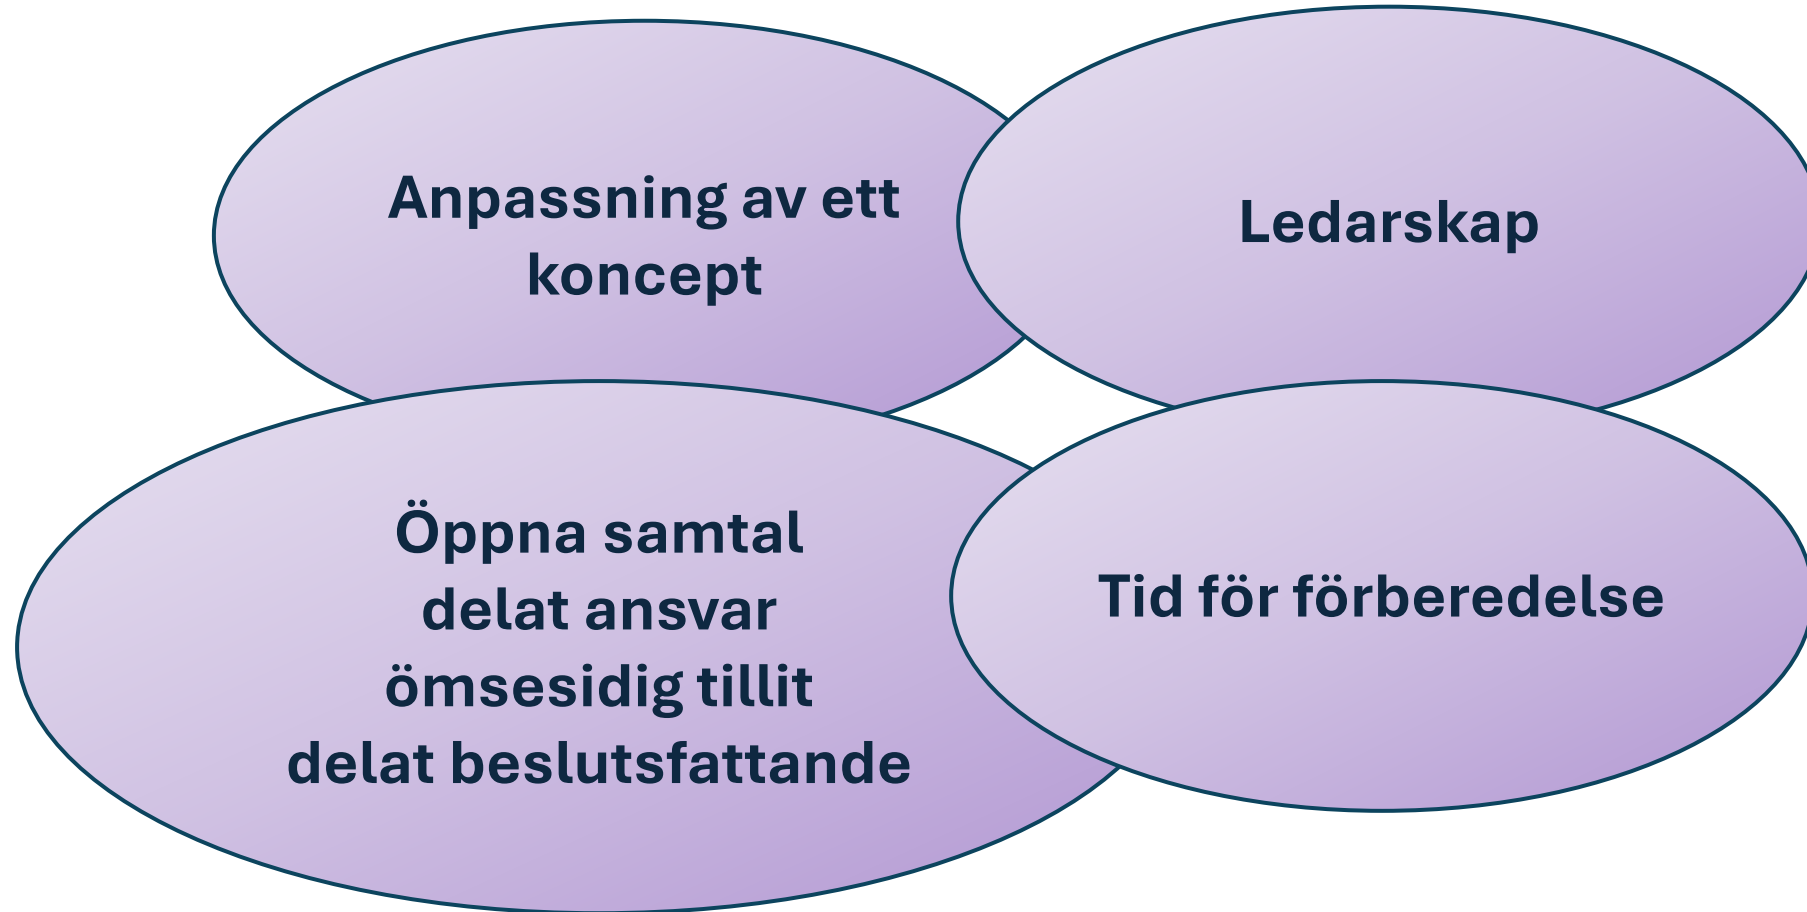 Anpassning av ett
koncept
Ledarskap
Öppna samtal
delat ansvar
ömsesidig tillit
delat beslutsfattande
Tid för förberedelse